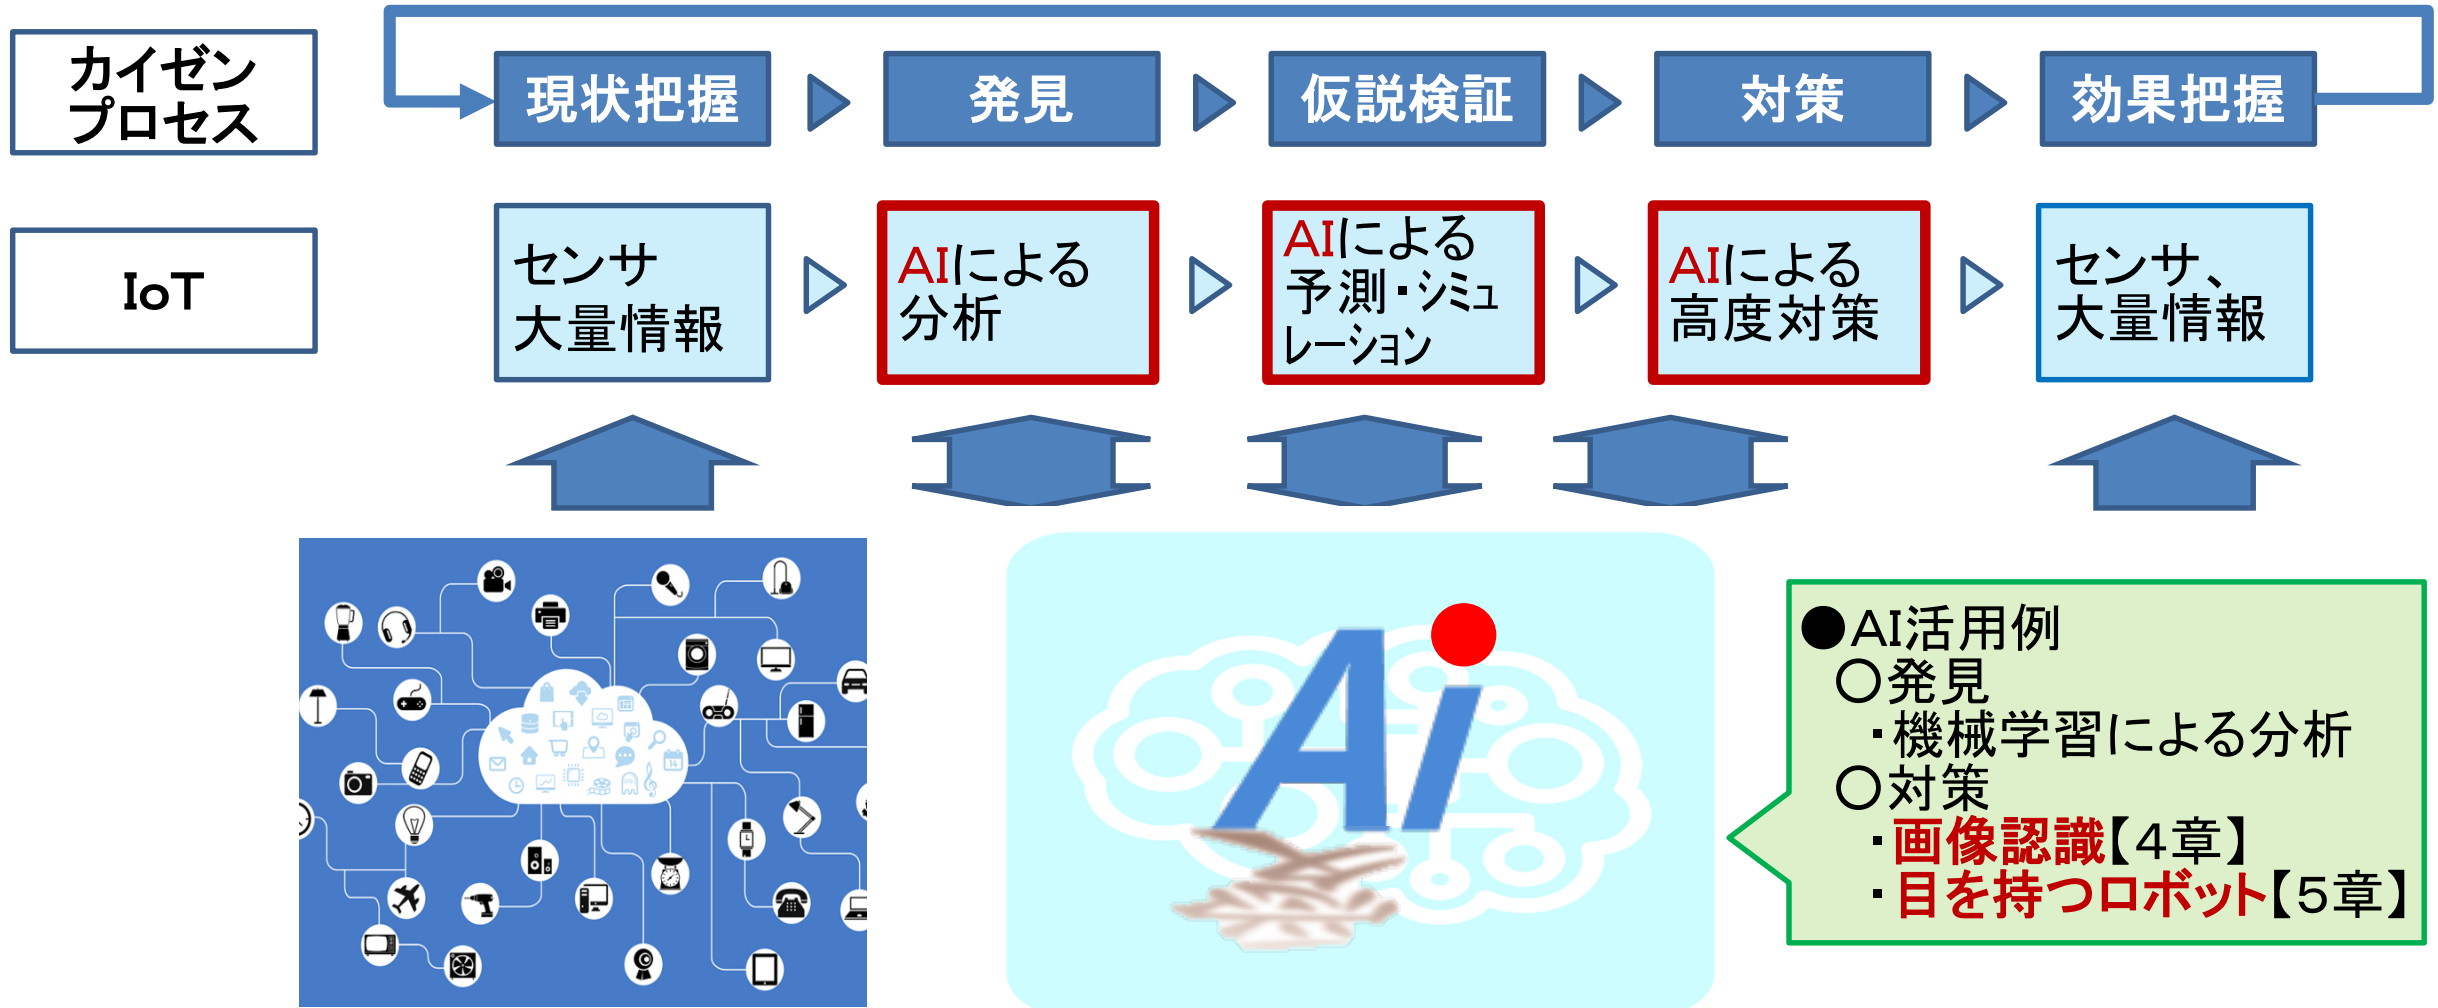 カイゼン
プロセス
現状把握
発見
仮説検証
対策
効果把握
IoT
センサ
大量情報
AIによる
分析
AIによる
予測・シミュ
レーション
AIによる
高度対策
センサ、
大量情報
14
Ai
●AI活用例
○発見
・機械学習による分析
○対策
・画像認識【4章】
・目を持つロボット【5章】